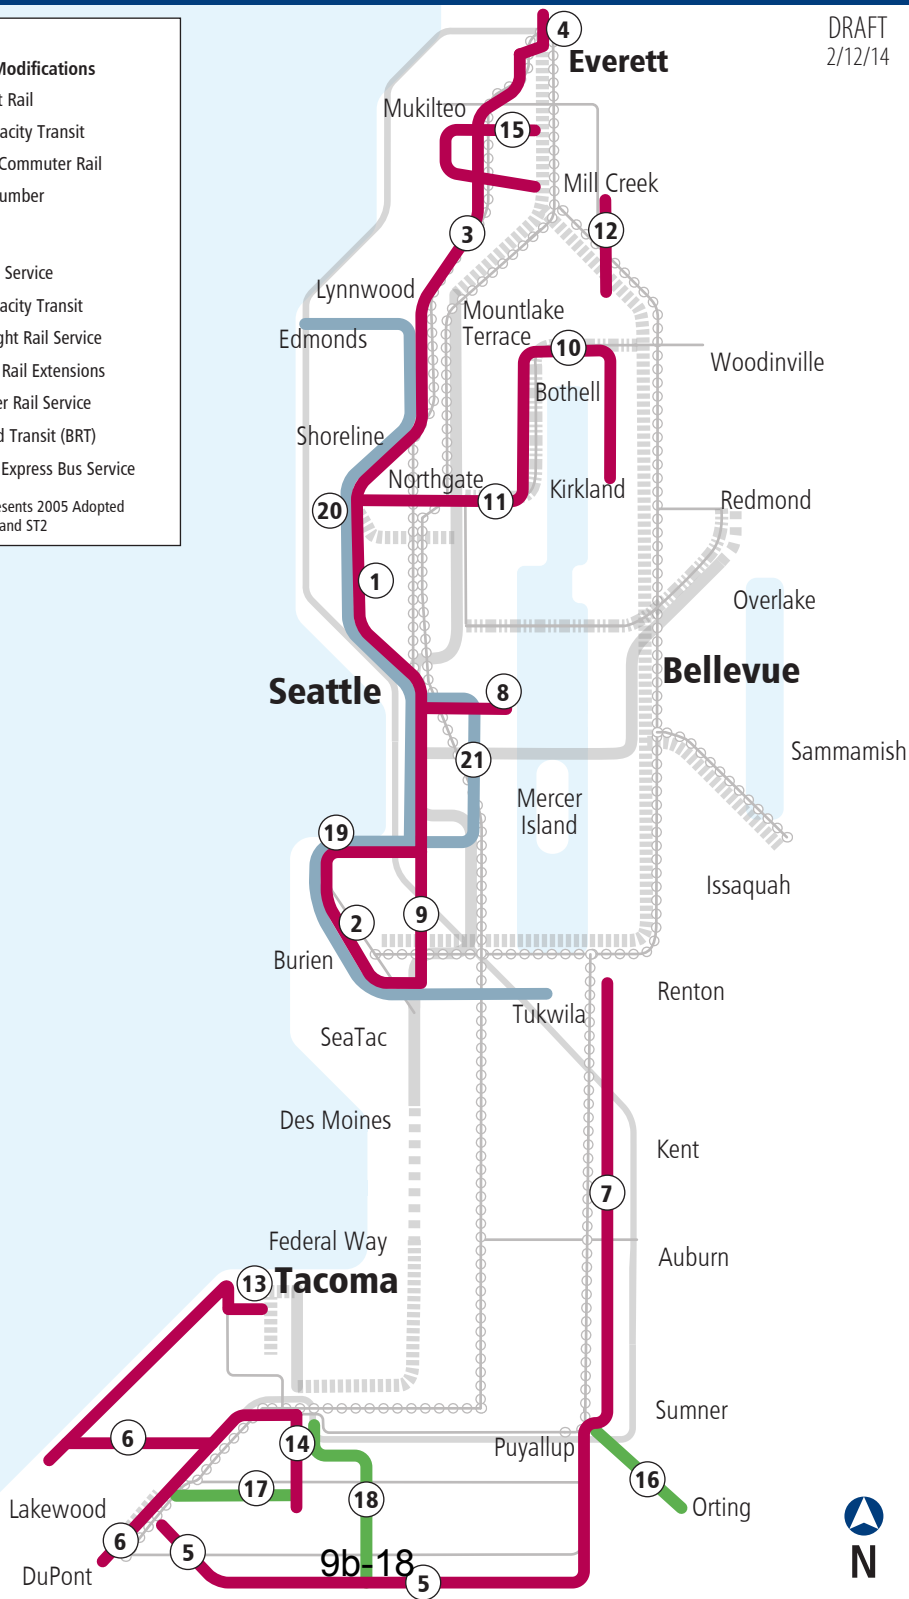 DRAFT
2/12/14
Modifications
Rail
acity Transit
Commuter Rail
umber
Service
acity Transit
ght Rail Service
Rail Extensions
er Rail Service
d Transit (BRT)
Express Bus Service
esents 2005 Adopted
and ST2
4
Everett
Mukilteo
15
Mill Creek
12
3
Lynnwood
Mountlake
Terrace
Edmonds
10
Woodinville
Bothell
Shoreline
Northgate
Kirkland
11
Redmond
20
1
Overlake
Bellevue
Seattle
8
21
Sammamish
Mercer
Island
19
Issaquah
2
9
Burien
Renton
Tukwila
SeaTac
Des Moines
Kent
7
Federal Way
Auburn
13
Tacoma
Sumner
6
14
Puyallup
16
17
18
Lakewood
Orting
6
5
9b-18
DuPont
5
N